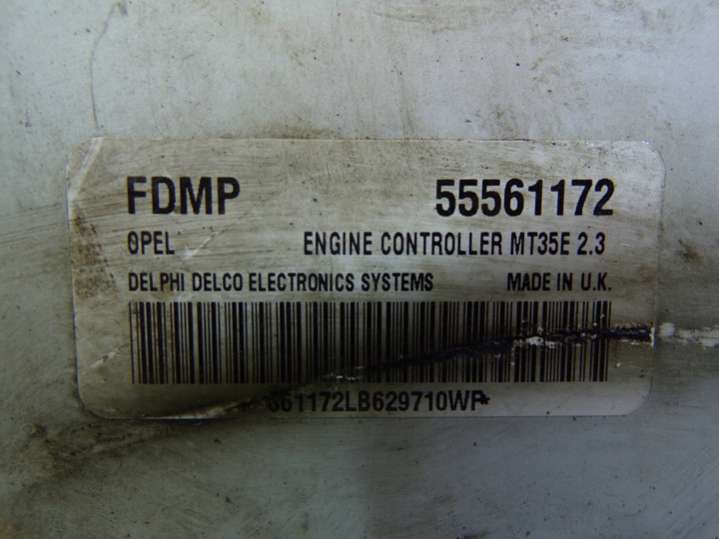 FDMP 55561172
OPEL ENGINE CONTROLLER MT35E 2.3
DELPHI DELCO ELECTRONICS SYSTEMS MADE IN U.K.